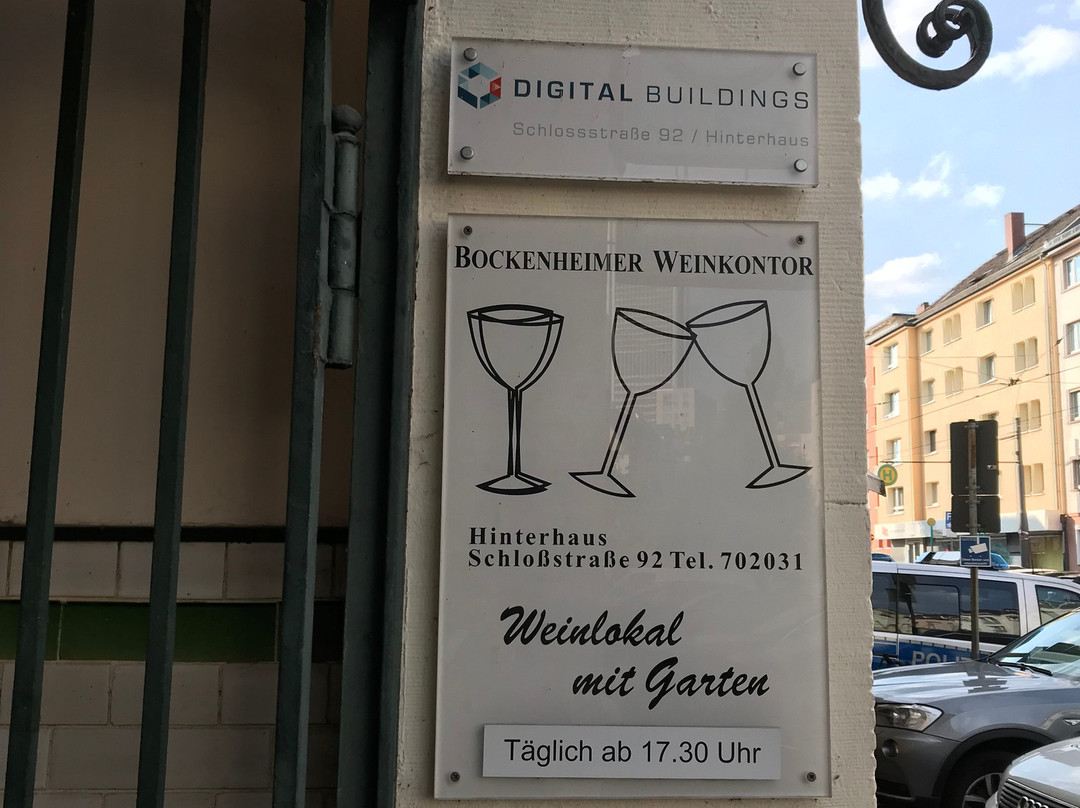 DIGITAL BUILDINGS
Schlossstraße 92 / Hinterhaus
BOCKENHEIMER WEINKONTOR
Hinterhaus
Schloßstraße 92 Tel. 702031
Weinlokal
mit Garten
Täglich ab 17.30 Uhr
H